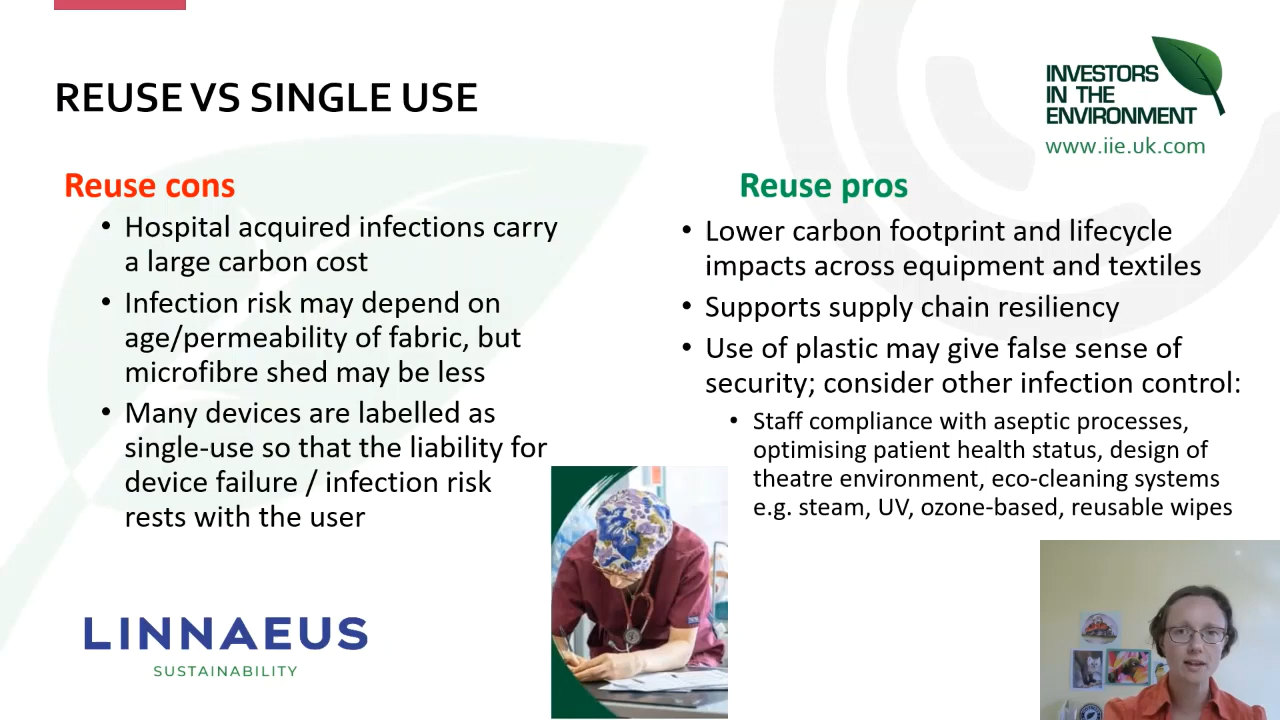 REUSE VS SINGLE USE
INVESTORS
IN THE
ENVIRONMENT
www.iie.uk.com
Reuse cons
• Hospital acquired infections carry
a large carbon cost
• Infection risk may depend on
age/permeability of fabric, but
microfibre shed may be less
• Many devices are labelled as
single-use so that the liability for
device failure / infection risk
rests with the user
Reuse pros
• Lower carbon footprint and lifecycle
impacts across equipment and textiles
• Supports supply chain resiliency
• Use of plastic may give false sense of
security; consider other infection control:
• Staff compliance with aseptic processes,
optimising patient health status, design of
theatre environment, eco-cleaning systems
e.g. steam, UV, ozone-based, reusable wipes
LINNAEUS
SUSTAINABILITY